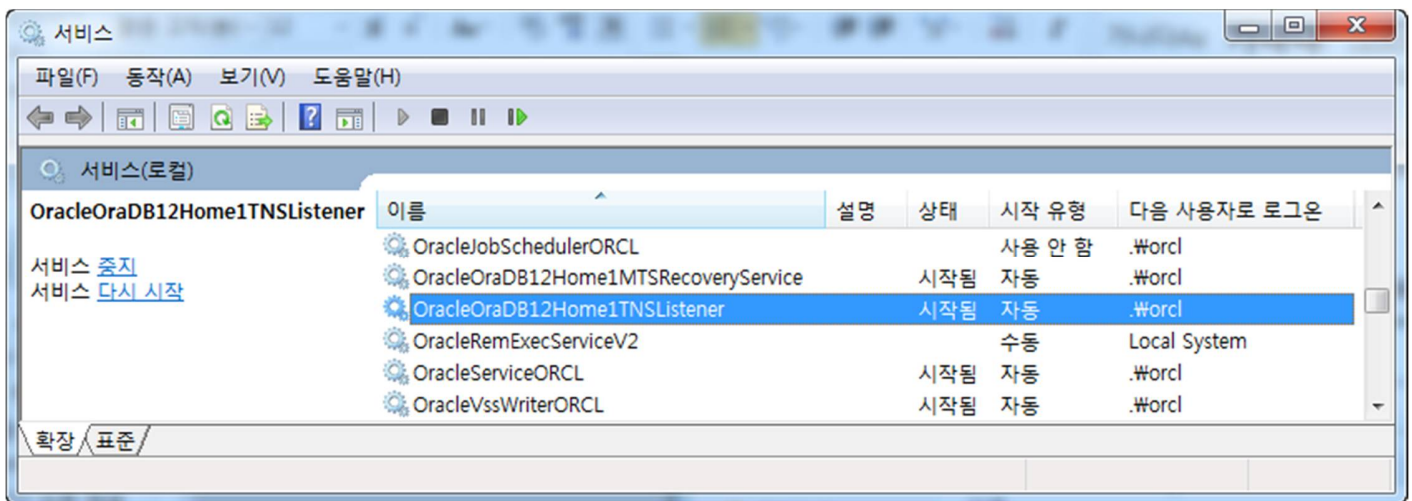 서비스
파일(F) 동작(A) 보기(V) 도움말(H)
서비스(로컬)
OracleOraDB12Home1TNSListener
서비스 중지
서비스 다시 시작
이름 설명 상태 시작 유형 다음 사용자로 로그온
OracleJobSchedulerORCL 사용 안 함 .₩orcl
OracleOraDB12Home1MTSRecoveryService 시작됨 자동 .₩orcl
OracleOraDB12Home1TNSListener 시작됨 자동 .₩orcl
OracleRemExecServiceV2 수동 Local System
OracleServiceORCL 시작됨 자동 .₩orcl
OracleVssWriterORCL 시작됨 자동 .₩orcl
확장 표준